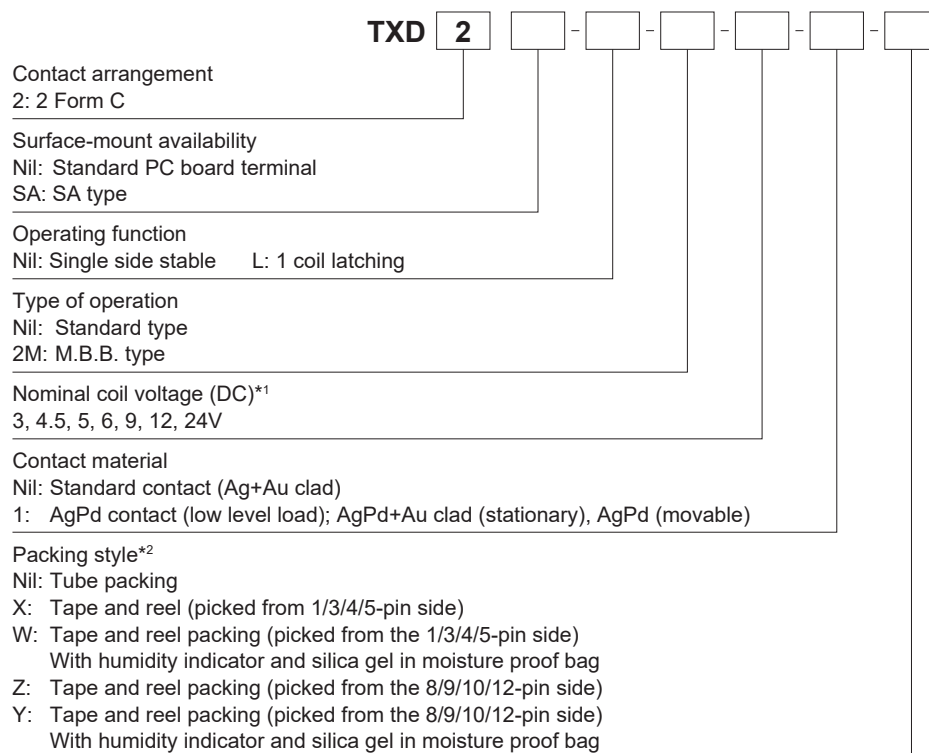 TXD 2 - - - - -
Contact arrangement
2: 2 Form C
Surface-mount availability
Nil: Standard PC board terminal
SA: SA type
Operating function
Nil: Single side stable L: 1 coil latching
Type of operation
Nil: Standard type
2M: M.B.B. type
Nominal coil voltage (DC)*1
3, 4.5, 5, 6, 9, 12, 24V
Contact material
Nil: Standard contact (Ag+Au clad)
1: AgPd contact (low level load); AgPd+Au clad (stationary), AgPd (movable)
Packing style*2
Nil: Tube packing
X: Tape and reel (picked from 1/3/4/5-pin side)
W: Tape and reel packing (picked from the 1/3/4/5-pin side)
With humidity indicator and silica gel in moisture proof bag
Z: Tape and reel packing (picked from the 8/9/10/12-pin side)
Y: Tape and reel packing (picked from the 8/9/10/12-pin side)
With humidity indicator and silica gel in moisture proof bag